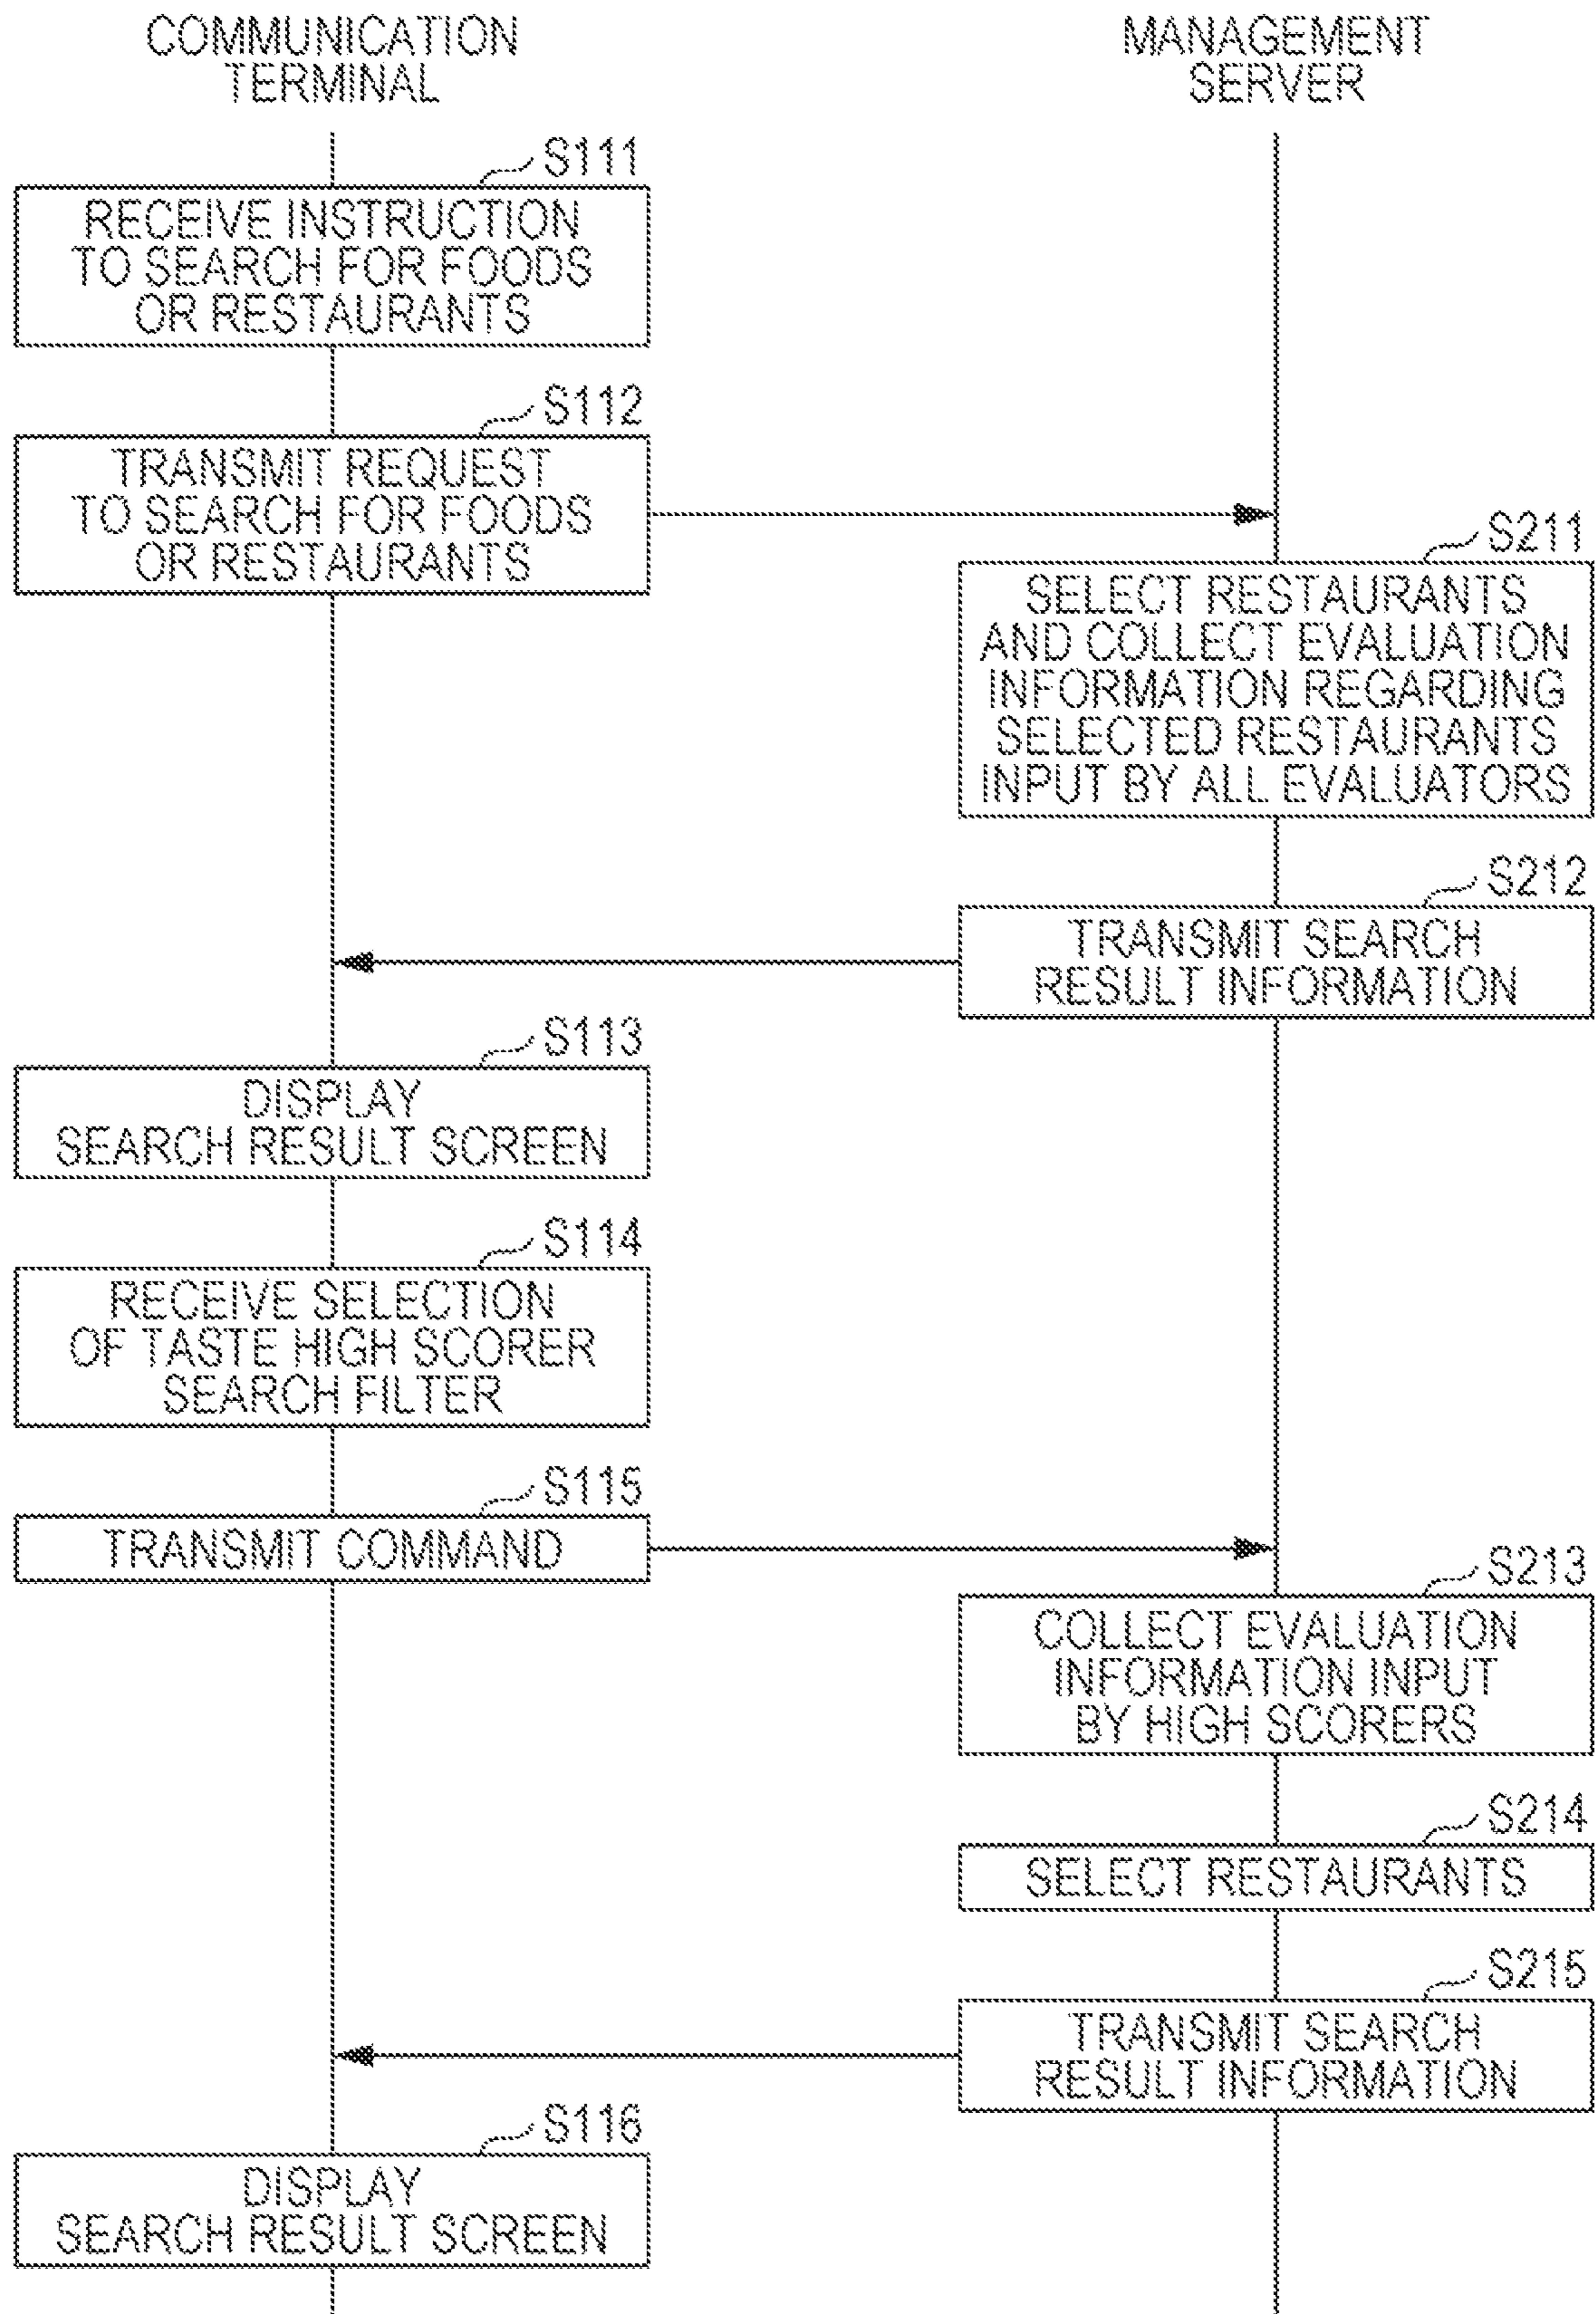 COMMUNICATION
TERMINAL
MANAGEMENT
SERVER
S111
RECEIVE INSTRUCTION
TO SEARCH FOR FOODS
OR RESTAURANTS
S112
TRANSMIT REQUEST
TO SEARCH FOR FOODS
OR RESTAURANTS
S211
SELECT RESTAURANTS
AND COLLECT EVALUATION
INFORMATION REGARDING
SELECTED RESTAURANTS
INPUT BY ALL EVALUATORS
S212
TRANSMIT SEARCH
RESULT INFORMATION
S113
DISPLAY
SEARCH RESULT SCREEN
S114
RECEIVE SELECTION
OF TASTE HIGH SCORER
SEARCH FILTER
S115
TRANSMIT COMMAND
S213
COLLECT EVALUATION
INFORMATION INPUT
BY HIGH SCORERS
S214
SELECT RESTAURANTS
S215
TRANSMIT SEARCH
RESULT INFORMATION
S116
DISPLAY
SEARCH RESULT SCREEN